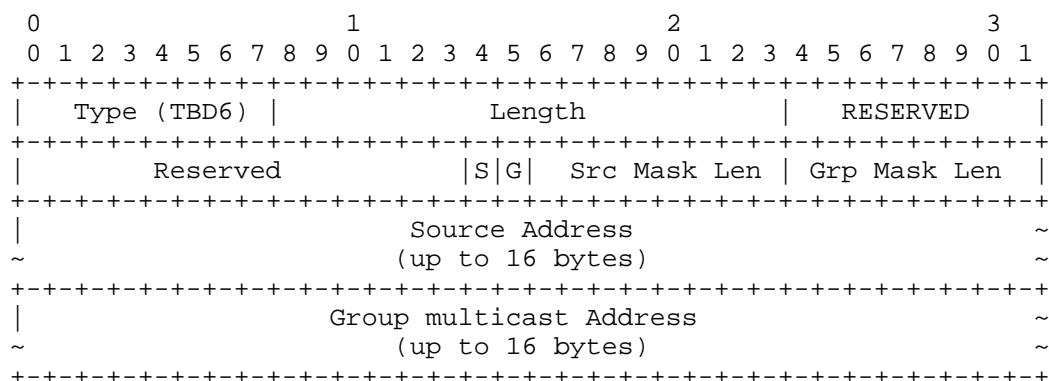 0                   1                   2                   3
 0 1 2 3 4 5 6 7 8 9 0 1 2 3 4 5 6 7 8 9 0 1 2 3 4 5 6 7 8 9 0 1
+-+-+-+-+-+-+-+-+-+-+-+-+-+-+-+-+-+-+-+-+-+-+-+-+-+-+-+-+-+-+-+-+
|   Type (TBD6) |             Length            |   RESERVED    |
+-+-+-+-+-+-+-+-+-+-+-+-+-+-+-+-+-+-+-+-+-+-+-+-+-+-+-+-+-+-+-+-+
|        Reserved           |S|G|  Src Mask Len | Grp Mask Len  |
+-+-+-+-+-+-+-+-+-+-+-+-+-+-+-+-+-+-+-+-+-+-+-+-+-+-+-+-+-+-+-+-+
|                        Source Address                         ~
~                       (up to 16 bytes)                        ~
+-+-+-+-+-+-+-+-+-+-+-+-+-+-+-+-+-+-+-+-+-+-+-+-+-+-+-+-+-+-+-+-+
|                   Group multicast Address                     ~
~                       (up to 16 bytes)                        ~
+-+-+-+-+-+-+-+-+-+-+-+-+-+-+-+-+-+-+-+-+-+-+-+-+-+-+-+-+-+-+-+-+